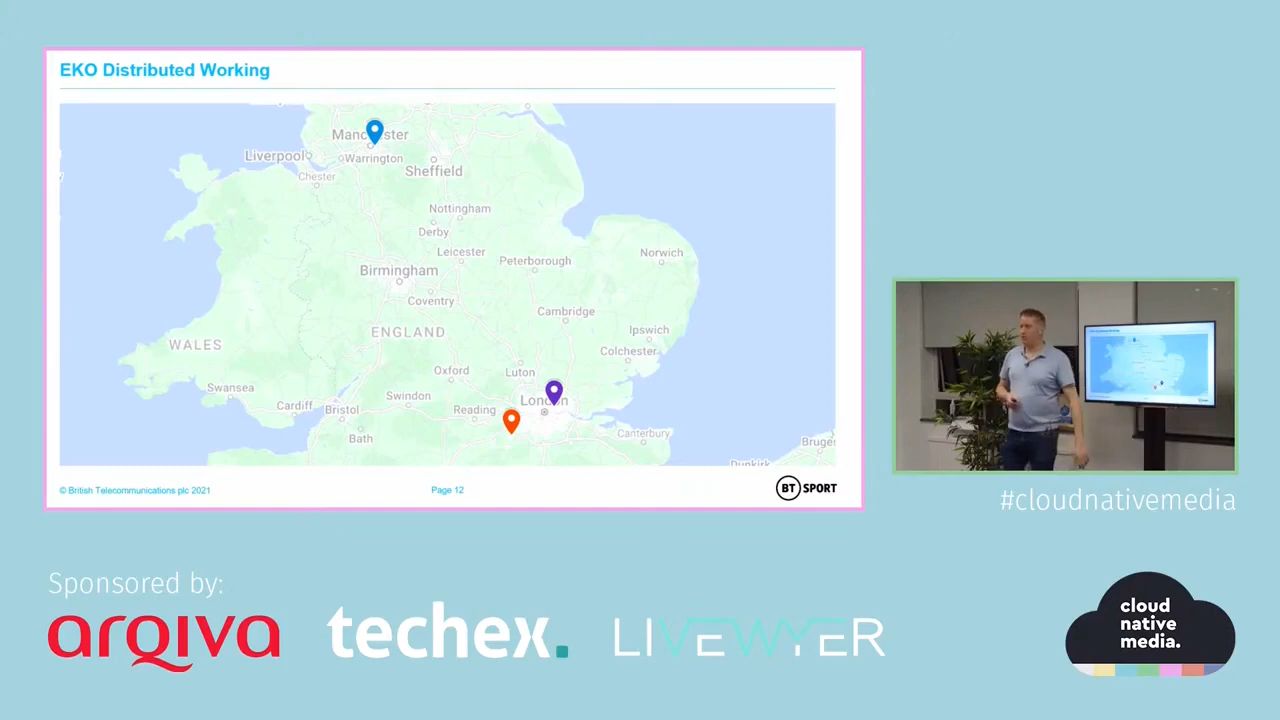 EKO Distributed Working
Manchester
Liverpool
Warrington
Chester
Sheffield
Nottingham
Derby
Leicester
Peterborough
Norwich
Birmingham
Coventry
Cambridge
ENGLAND
Ipswich
Colchester
WALES
Oxford
Luton
Swansea
Swindon
London
Reading
Cardiff
Bristol
Bath
Canterbury
Bruges
Dunkirk
© British Telecommunications plc 2021
Page 12
BT SPORT
#cloudnativemedia
Sponsored by:
arqiva
techex.
LIVEWYER
cloud
native
media.